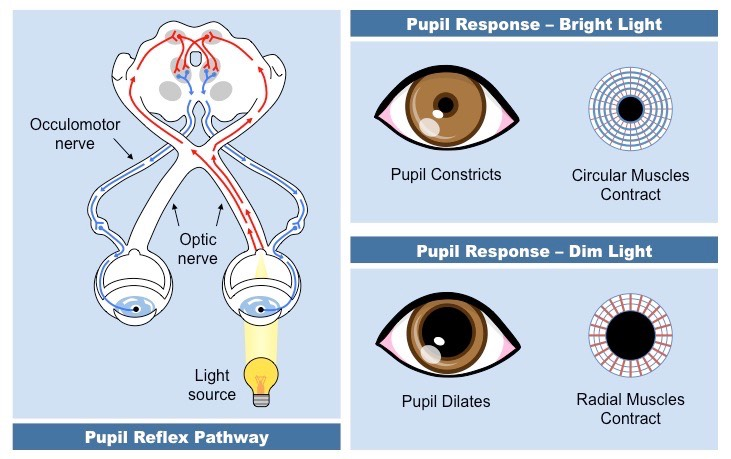 Occulomotor
nerve
Optic
nerve
Light
source
Pupil Reflex Pathway
Pupil Response – Bright Light
Pupil Constricts
Circular Muscles
Contract
Pupil Response – Dim Light
Pupil Dilates
Radial Muscles
Contract